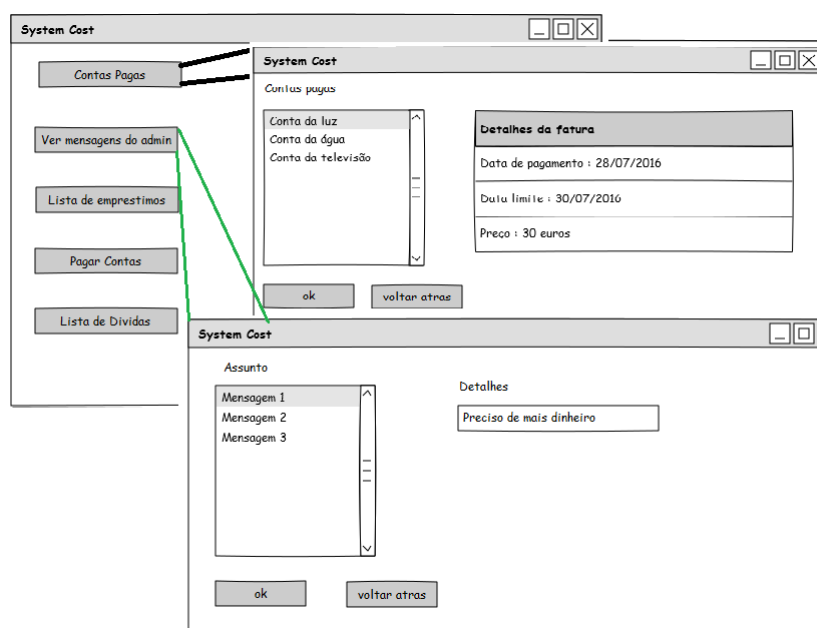 System Cost
Contas Pagas
Ver mensagens do admin
Lista de emprestimos
Pagar Contas
Lista de Dividas
System Cost
Contas pagas
Conta da luz
Conta da água
Conta da televisão
Detalhes da fatura
Data de pagamento : 28/07/2016
Data limite : 30/07/2016
Preço : 30 euros
ok
voltar atras
System Cost
Assunto
Mensagem 1
Mensagem 2
Mensagem 3
Detalhes
Preciso de mais dinheiro
ok
voltar atras